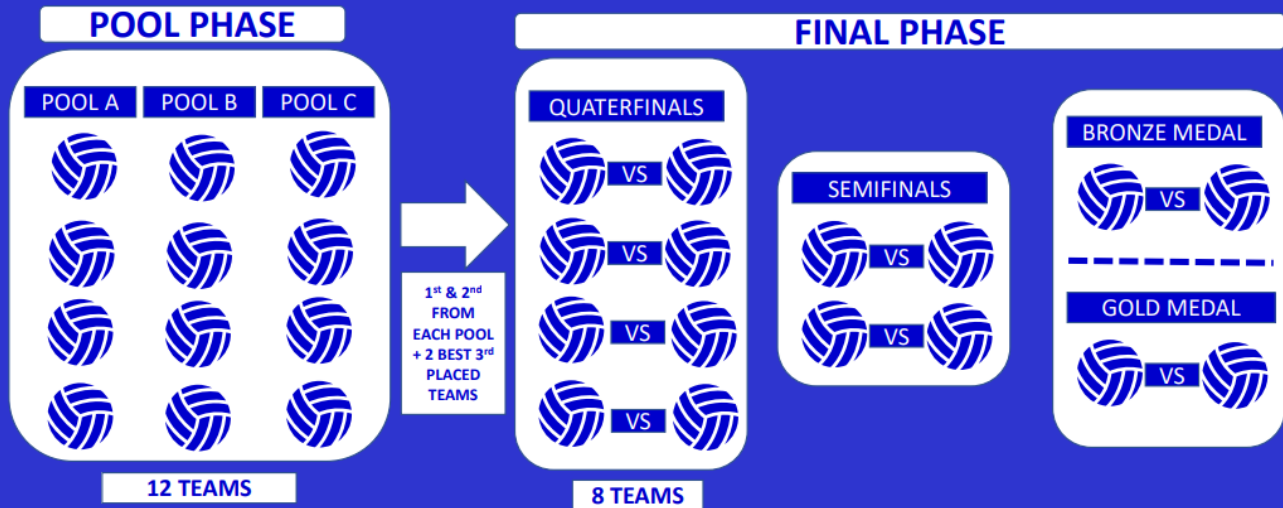 POOL PHASE
FINAL PHASE
POOL A
POOL B
POOL C
12 TEAMS
1st & 2nd
FROM
EACH POOL
+ 2 BEST 3rd
PLACED
TEAMS
QUATERFINALS
VS
VS
VS
VS
8 TEAMS
SEMIFINALS
VS
VS
BRONZE MEDAL
VS
GOLD MEDAL
VS